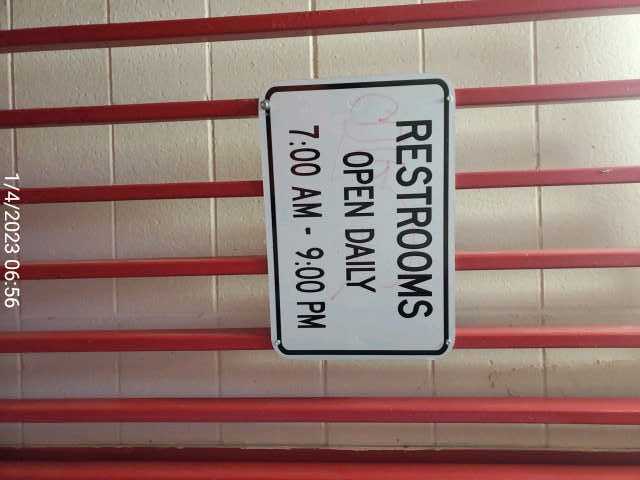 RESTROOMS
OPEN DAILY
7:00 AM - 9:00 PM
1/4/2023 06:56